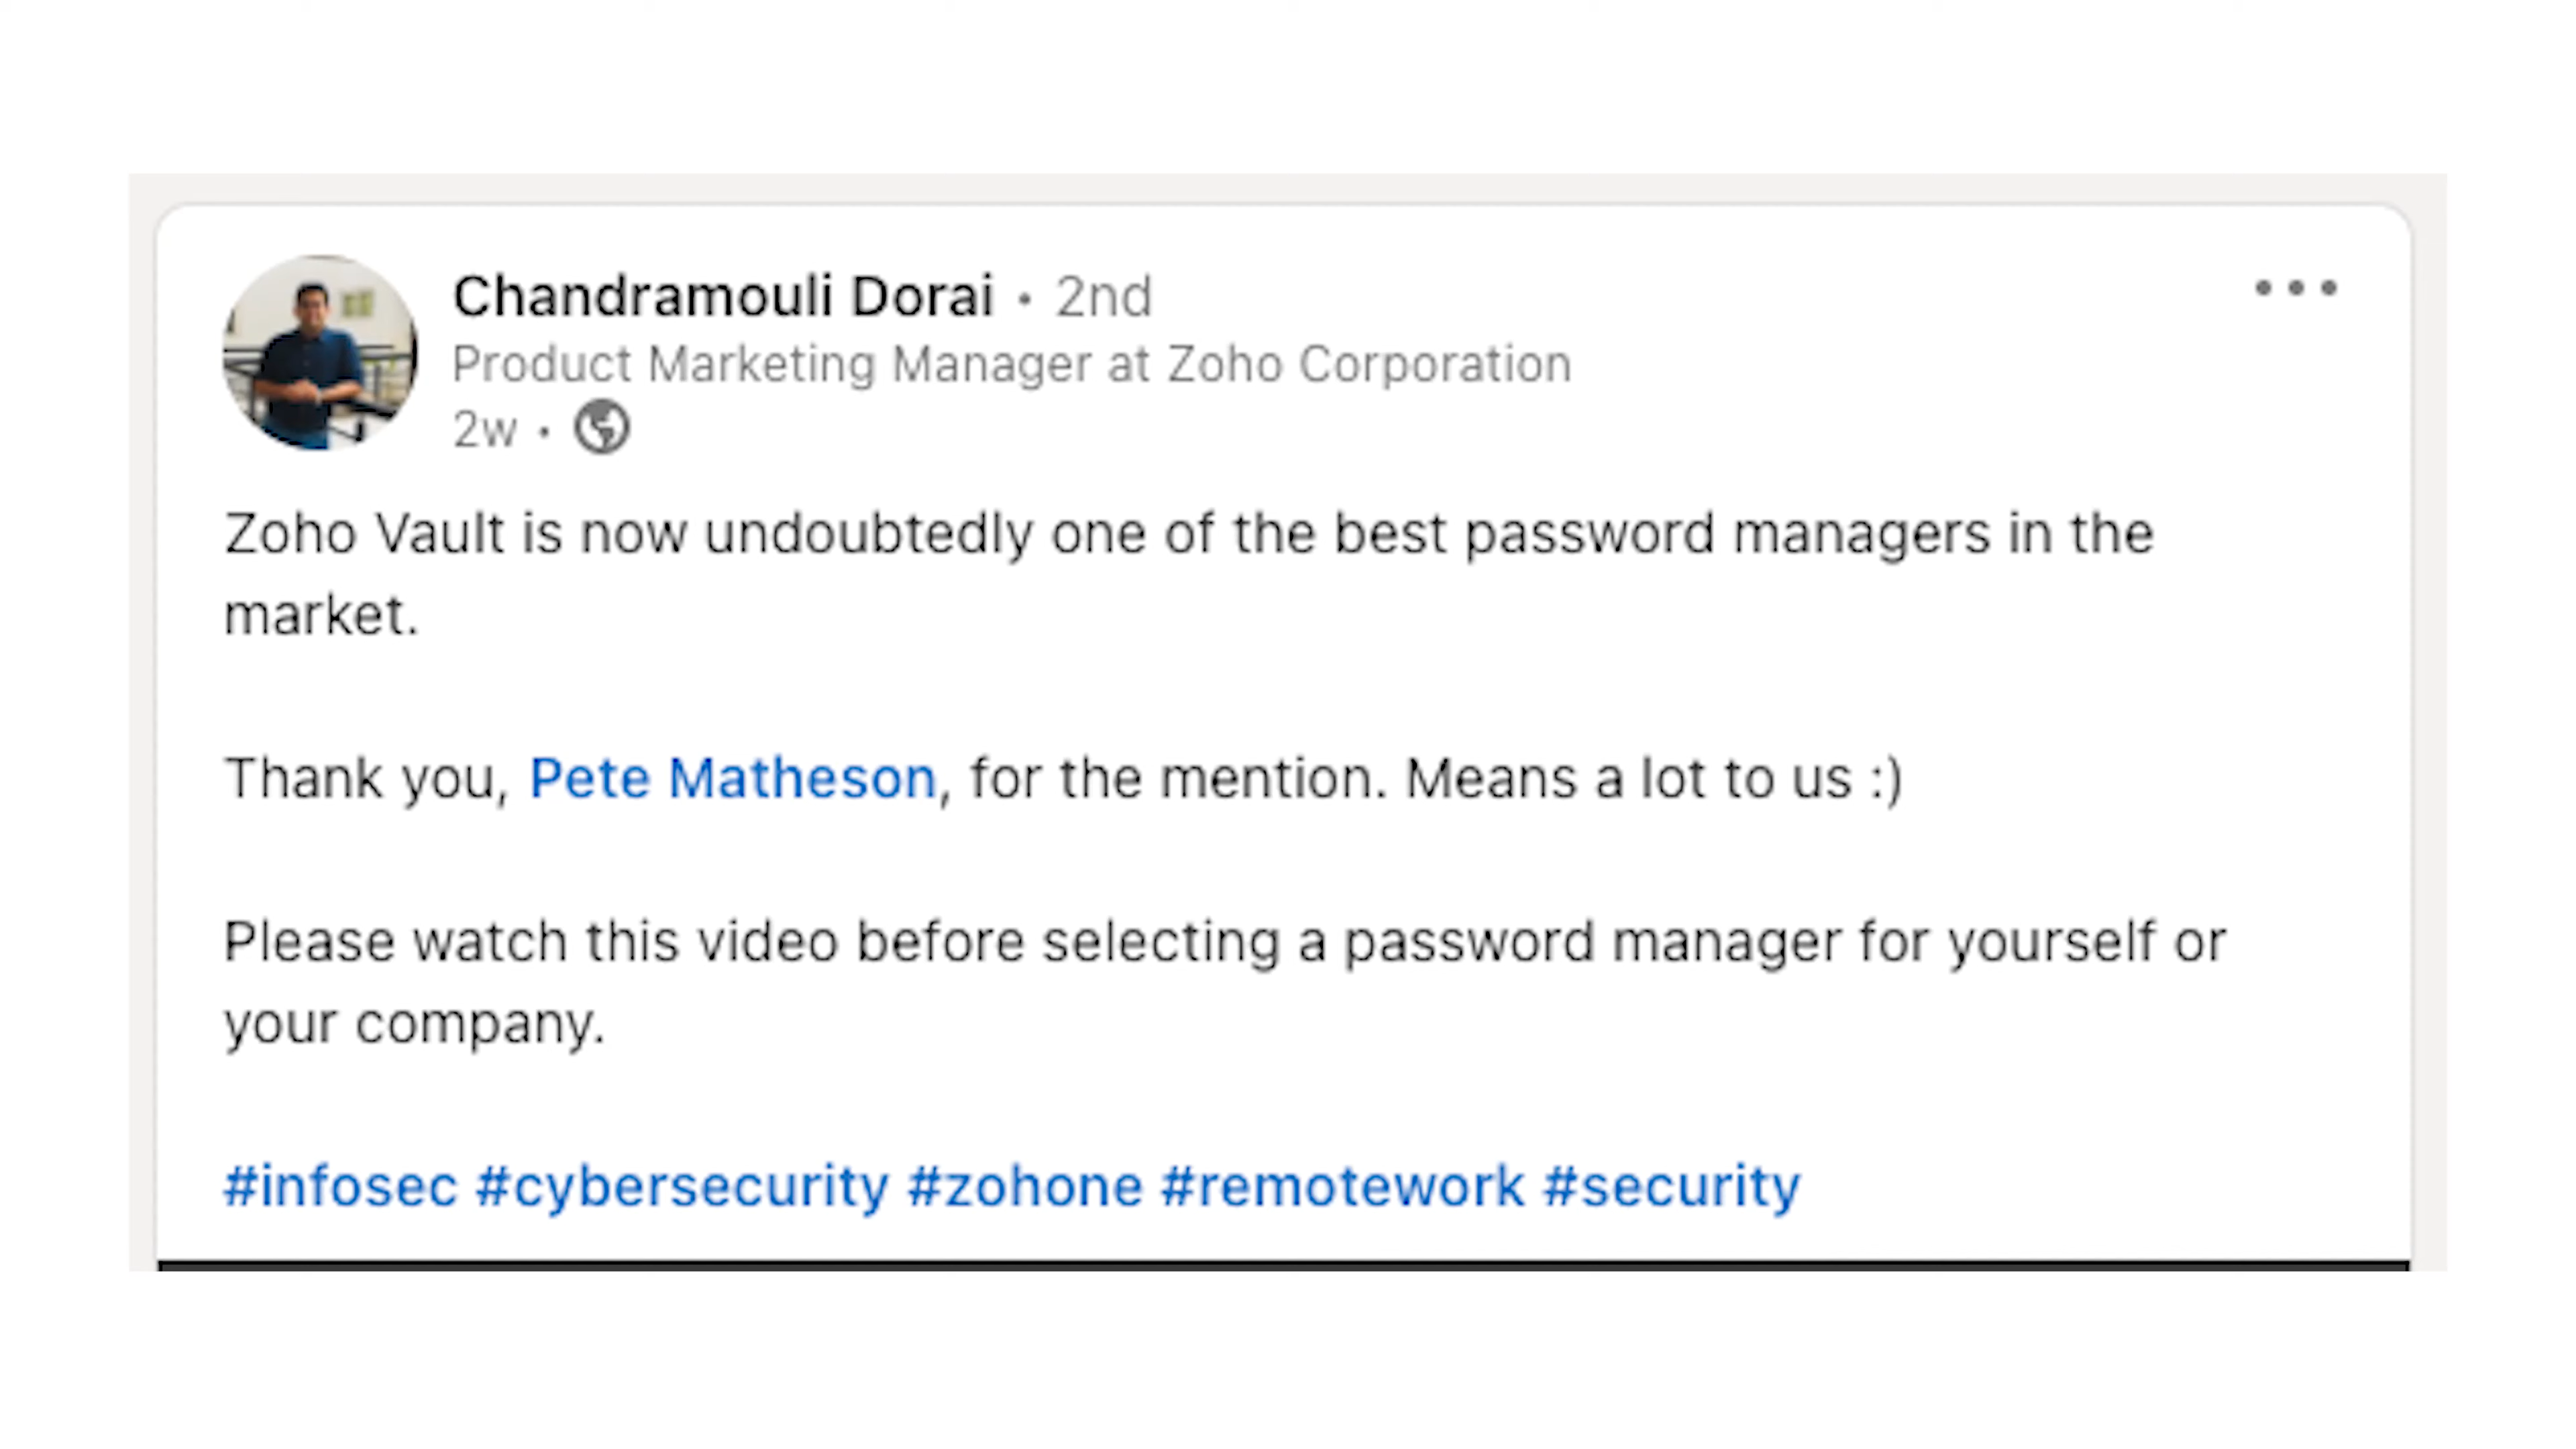 Chandramouli Dorai • 2nd
Product Marketing Manager at Zoho Corporation
2w •
Zoho Vault is now undoubtedly one of the best password managers in the
market.
Thank you, Pete Matheson, for the mention. Means a lot to us :)
Please watch this video before selecting a password manager for yourself or
your company.
#infosec #cybersecurity #zohone #remotework #security